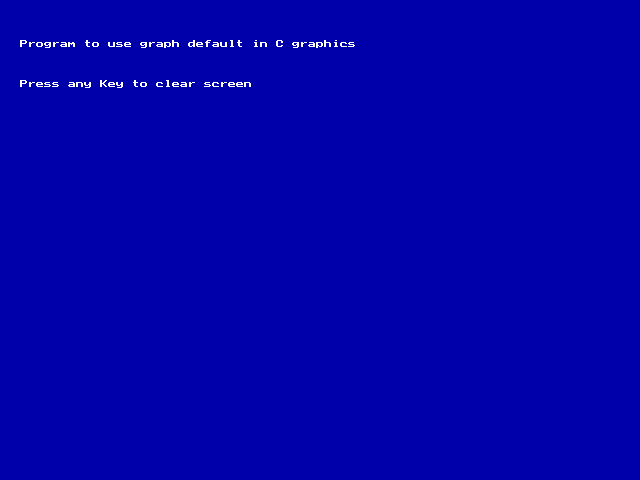 Program to use graph default in C graphics
Press any Key to clear screen